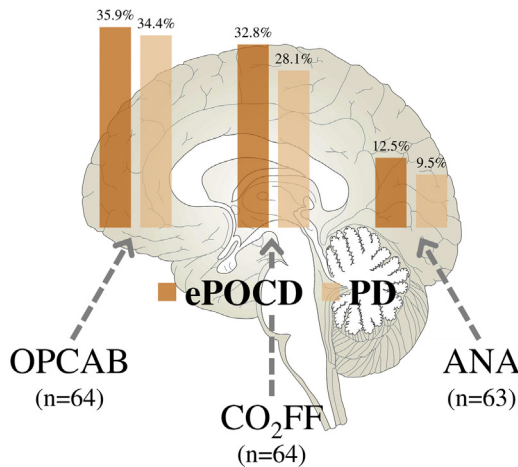 35.9%
34.4%
32.8%
28.1%
12.5%
9.5%
ePOCD
PD
OPCAB
(n=64)
CO₂FF
(n=64)
ANA
(n=63)